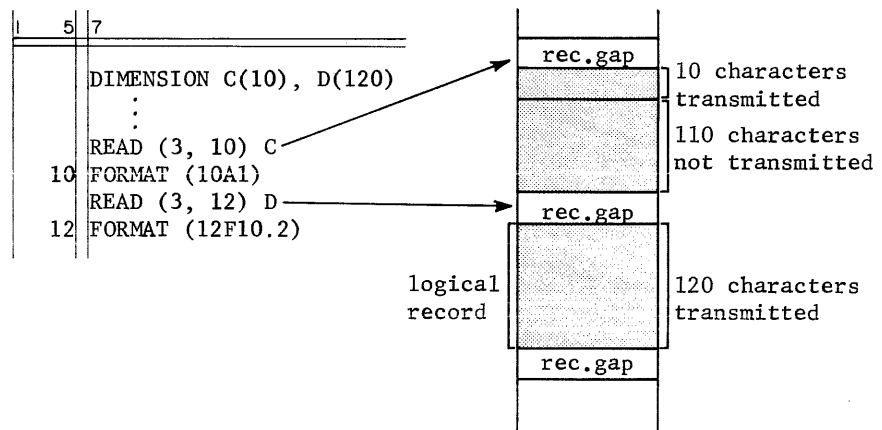 1 5 7
DIMENSION C(10), D(120)
READ (3, 10) C
10 FORMAT (10A1)
READ (3, 12) D
12 FORMAT (12F10.2)
rec.gap
10 characters
transmitted
110 characters
not transmitted
rec.gap
logical
record
120 characters
transmitted
rec.gap